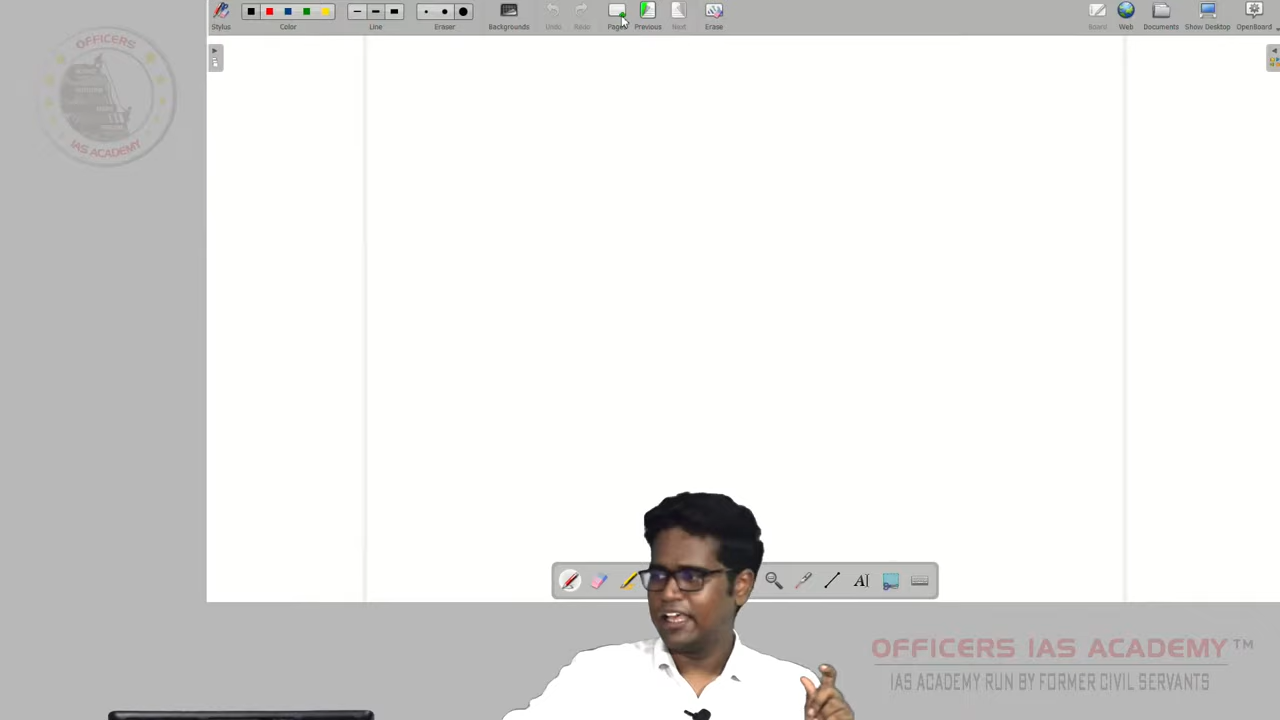 Stylus
Color
Line
Eraser
Backgrounds
Undo
Redo
Pages
Previous
Next
Erase
Board
Web
Documents
Show Desktop
OpenBoard
OFFICERS
IAS ACADEMY
AI
OFFICERS IAS ACADEMY™
IAS ACADEMY RUN BY FORMER CIVIL SERVANTS